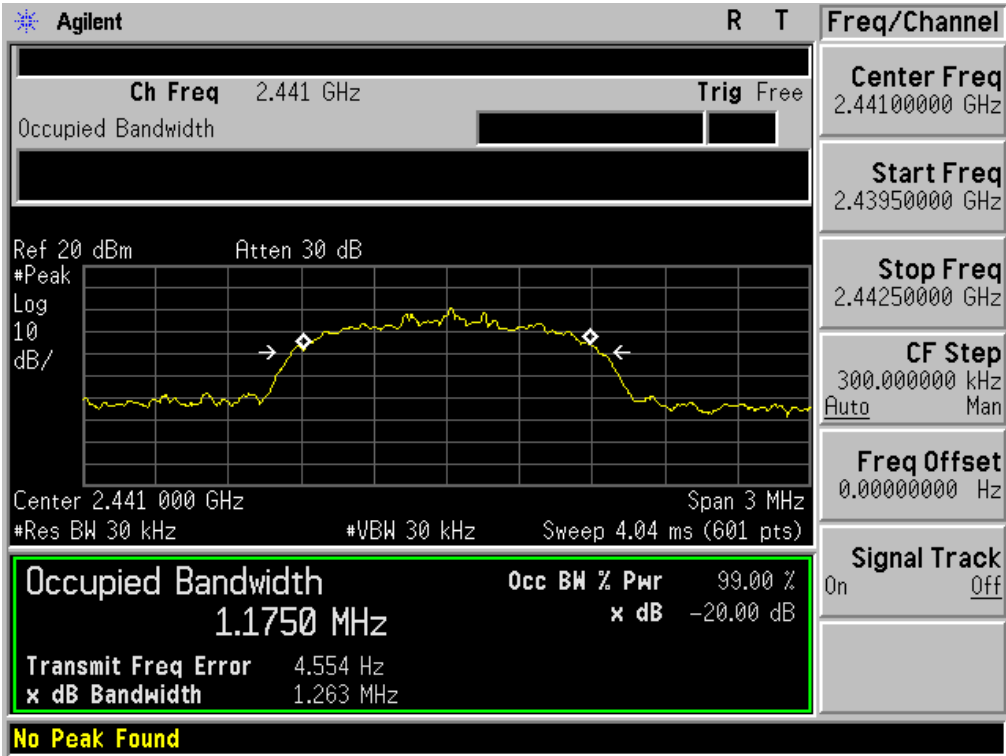 Agilent R T
Ch Freq 2.441 GHz Trig Free
Occupied Bandwidth
Ref 20 dBm Atten 30 dB
#Peak
Log
10
dB/
Center 2.441 000 GHz Span 3 MHz
#Res BW 30 kHz #VBW 30 kHz Sweep 4.04 ms (601 pts)
Occupied Bandwidth Occ BW % Pwr 99.00 %
1.1750 MHz x dB -20.00 dB
Transmit Freq Error 4.554 Hz
x dB Bandwidth 1.263 MHz
No Peak Found
Freq/Channel
Center Freq
2.44100000 GHz
Start Freq
2.43950000 GHz
Stop Freq
2.44250000 GHz
CF Step
300.000000 kHz
Auto Man
Freq Offset
0.00000000 Hz
Signal Track
On Off